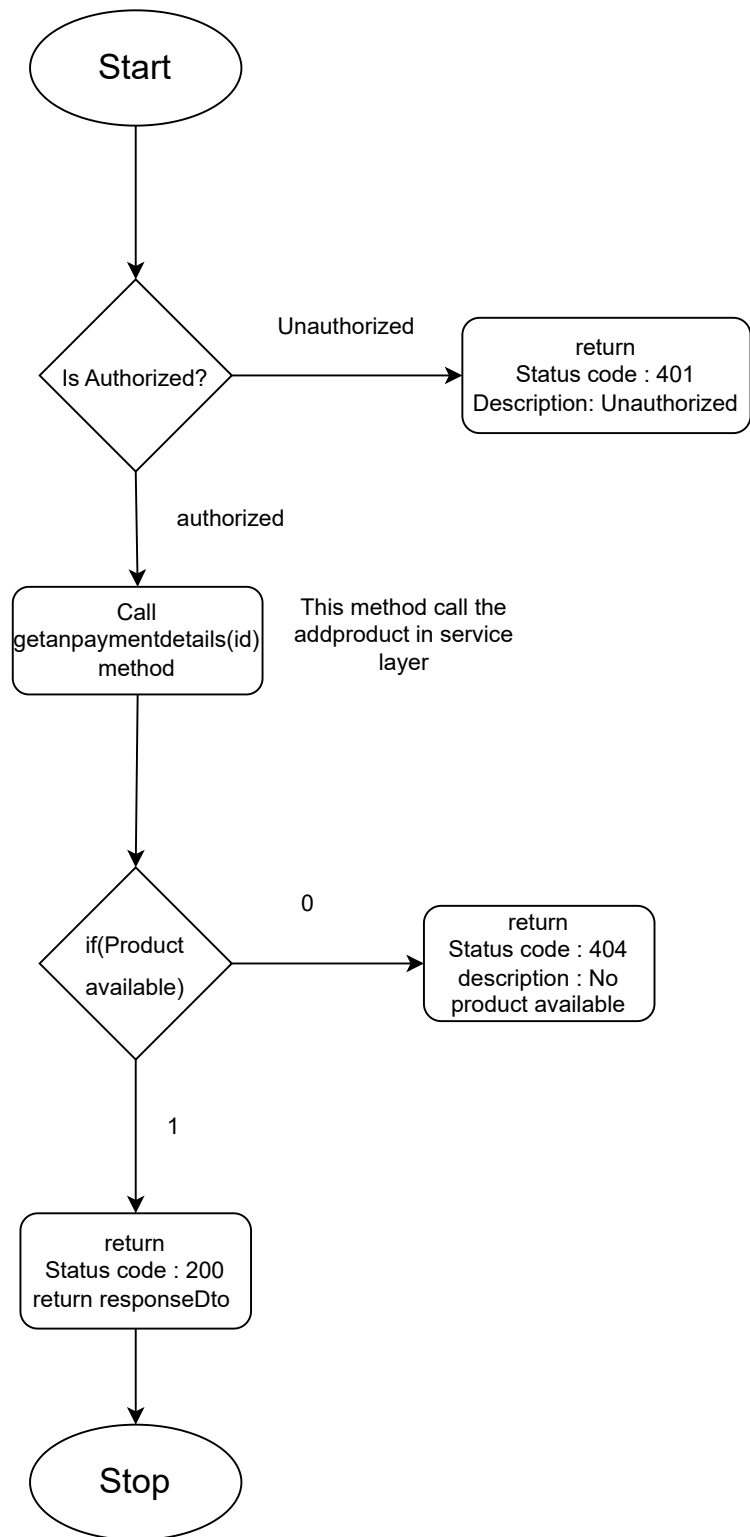 Start
Is Authorized?
Unauthorized
return
Status code : 401
Description: Unauthorized
authorized
Call
getanpaymentdetails(id)
method
This method call the
addproduct in service
layer
if(Product
available)
0
return
Status code : 404
description : No
product available
1
return
Status code : 200
return responseDto
Stop